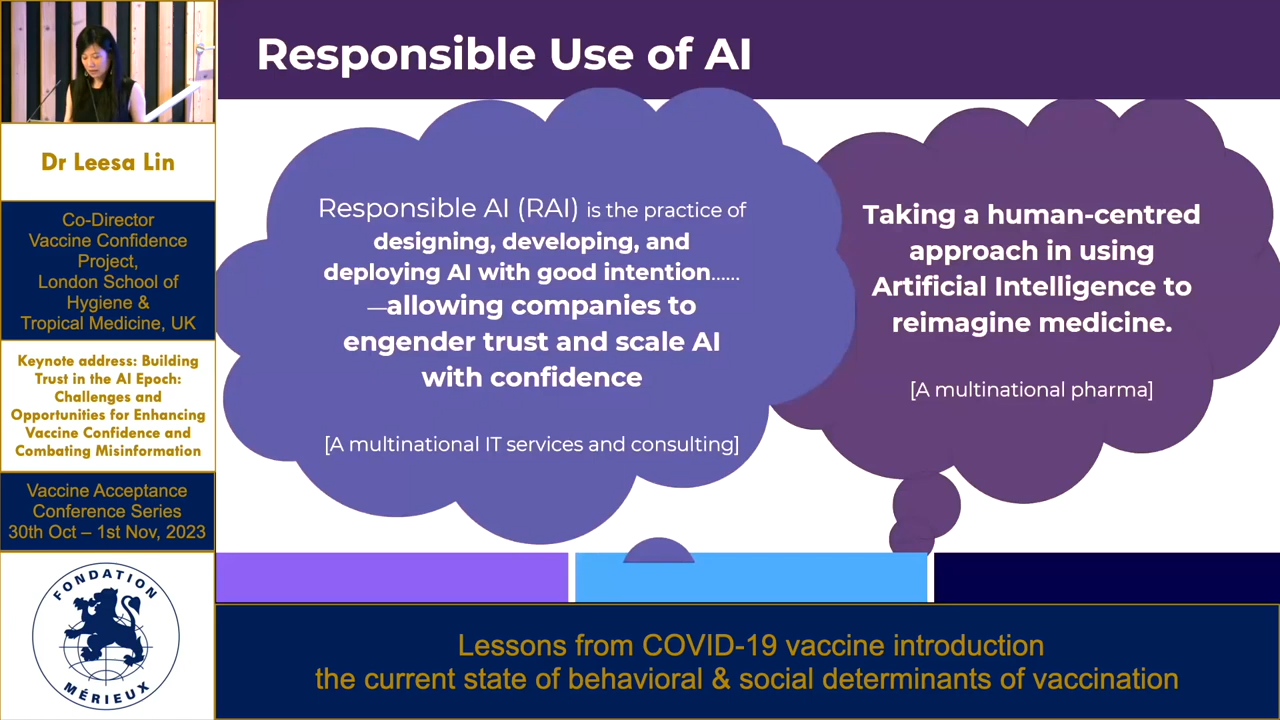 Responsible Use of AI
Dr Leesa Lin
Co-Director
Vaccine Confidence
Project,
London School of
Hygiene &
Tropical Medicine, UK
Keynote address: Building
Trust in the AI Epoch:
Challenges and
Opportunities for Enhancing
Vaccine Confidence and
Combating Misinformation
Vaccine Acceptance
Conference Series
30th Oct – 1st Nov, 2023
FONDATION
MÉRIEUX
Responsible AI (RAI) is the practice of
designing, developing, and
deploying AI with good intention......
—allowing companies to
engender trust and scale AI
with confidence
[A multinational IT services and consulting]
Taking a human-centred
approach in using
Artificial Intelligence to
reimagine medicine.
[A multinational pharma]
Lessons from COVID-19 vaccine introduction
the current state of behavioral & social determinants of vaccination